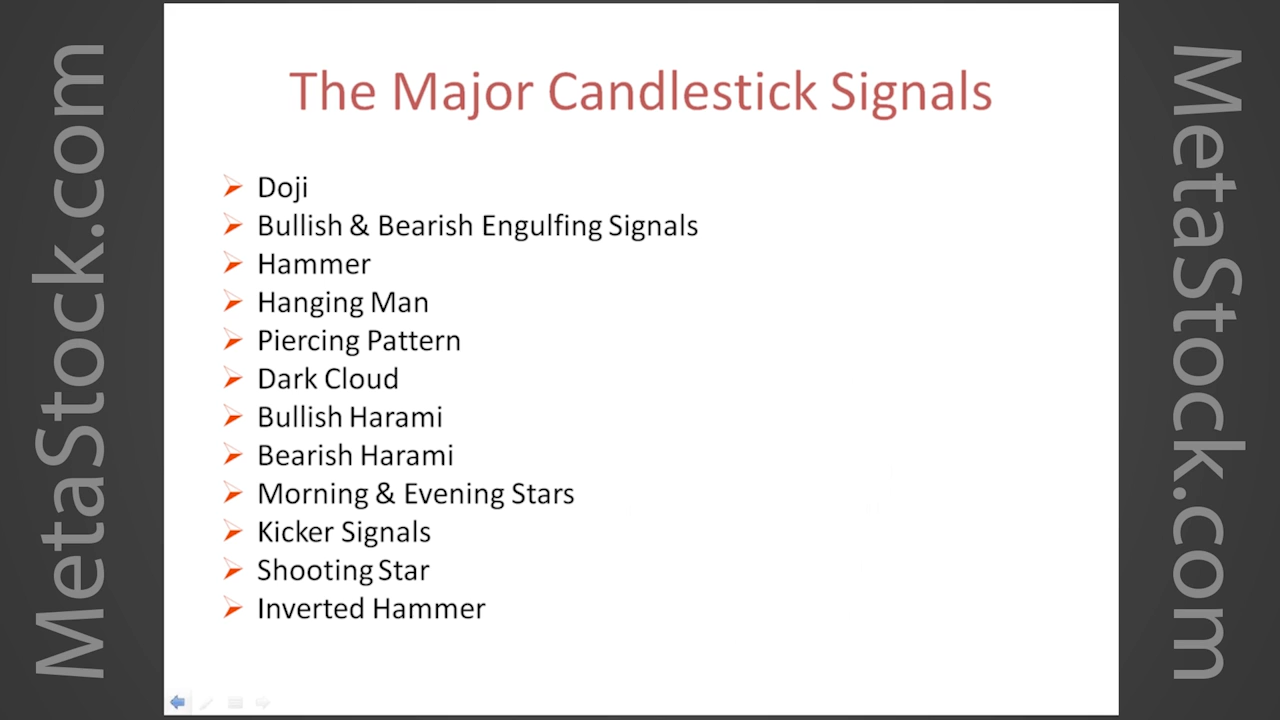 MetaStock.com
The Major Candlestick Signals
Doji
Bullish & Bearish Engulfing Signals
Hammer
Hanging Man
Piercing Pattern
Dark Cloud
Bullish Harami
Bearish Harami
Morning & Evening Stars
Kicker Signals
Shooting Star
Inverted Hammer
MetaStock.com